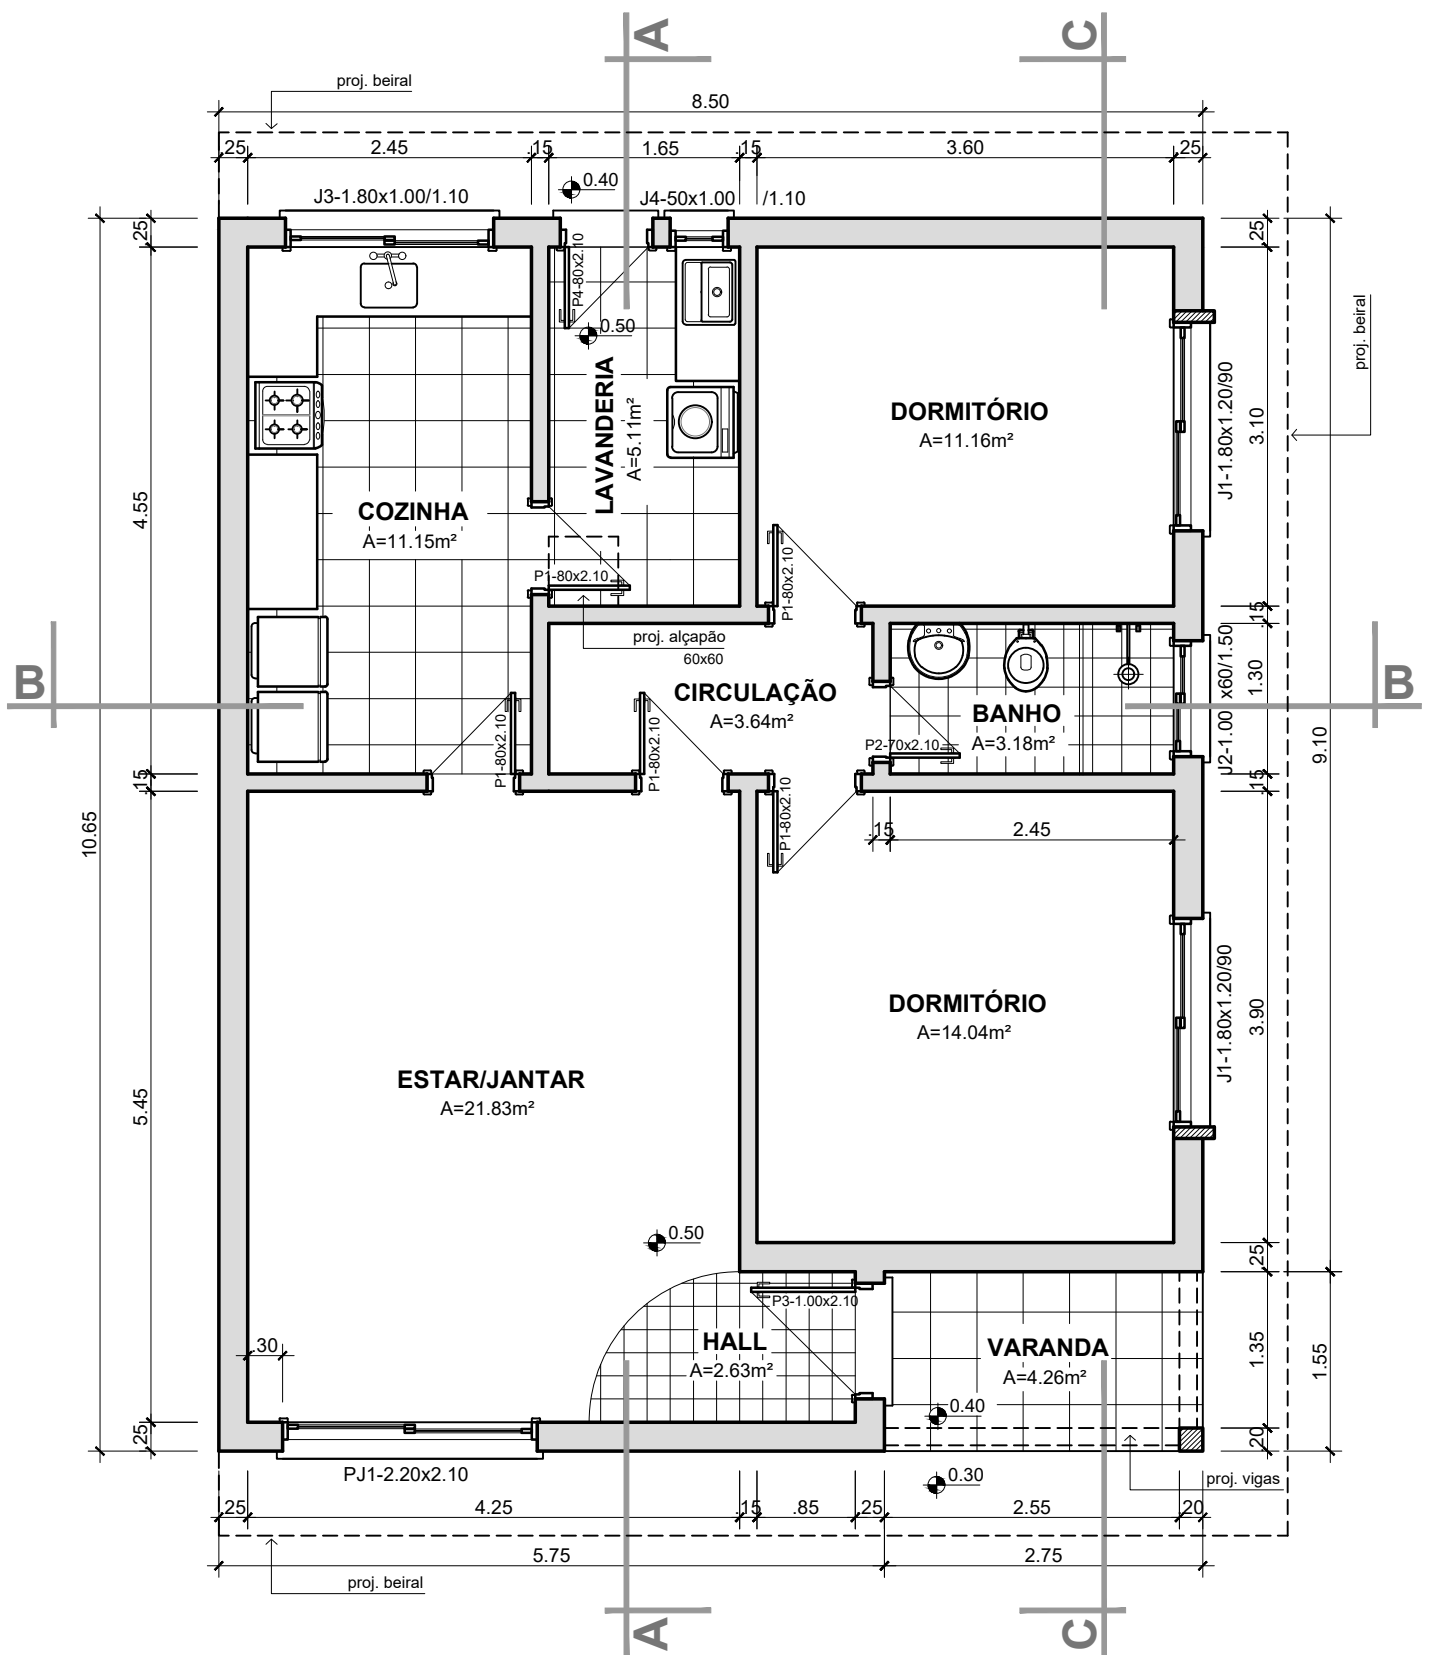 A
C
proj. beiral
8.50
.25
2.45
.15
1.65
.15
3.60
.25
0.40
J3-1.80x1.00/1.10
J4-50x1.00 /1.10
.25
.25
P4-80x2.10
0.50
proj. beiral
LAVANDERIA
A=5.11m²
DORMITÓRIO
A=11.16m²
J1-1.80x1.20/90
3.10
4.55
COZINHA
A=11.15m²
P1-80x2.10
P1-80x2.10
.15
proj. alçapão
60x60
B
CIRCULAÇÃO
A=3.64m²
BANHO
A=3.18m²
P2-70x2.10
J2-1.00 x60/1.50
1.30
B
P1-80x2.10
P1-80x2.10
9.10
.15
.15
10.65
P1-80x2.10
.15
2.45
DORMITÓRIO
A=14.04m²
J1-1.80x1.20/90
3.90
ESTAR/JANTAR
A=21.83m²
5.45
0.50
.25
P3-1.00x2.10
HALL
A=2.63m²
VARANDA
A=4.26m²
1.35
1.55
.30
0.40
.25
.20
PJ1-2.20x2.10
0.30
proj. vigas
.25
4.25
.15
.85
.25
2.55
.20
5.75
2.75
proj. beiral
A
C